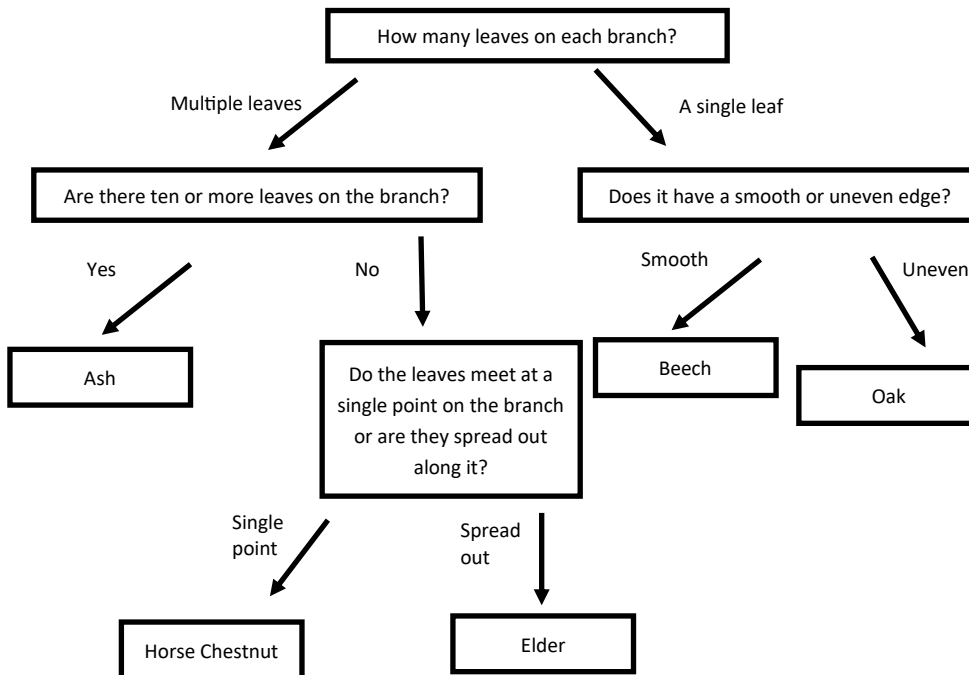 How many leaves on each branch?
Multiple leaves
A single leaf
Are there ten or more leaves on the branch?
Does it have a smooth or uneven edge?
Yes
No
Smooth
Uneven
Ash
Do the leaves meet at a
single point on the branch
or are they spread out
along it?
Beech
Oak
Single
point
Spread
out
Horse Chestnut
Elder